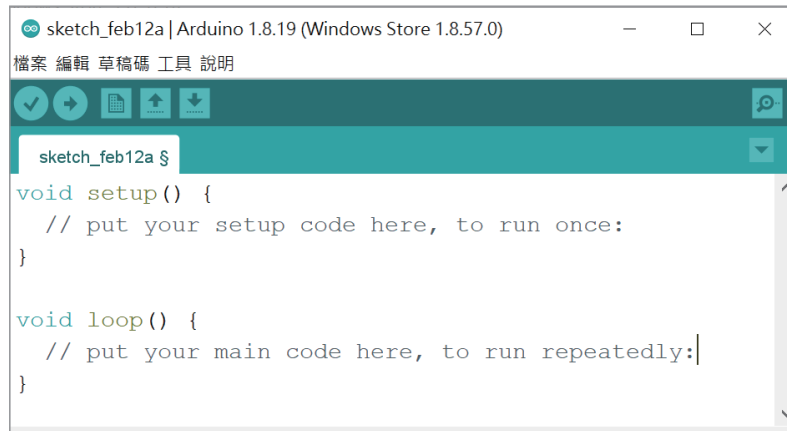 sketch_feb12a | Arduino 1.8.19 (Windows Store 1.8.57.0)
檔案 編輯 草稿碼 工具 說明
sketch_feb12a §
void setup() {
  // put your setup code here, to run once:
}
void loop() {
  // put your main code here, to run repeatedly:
}